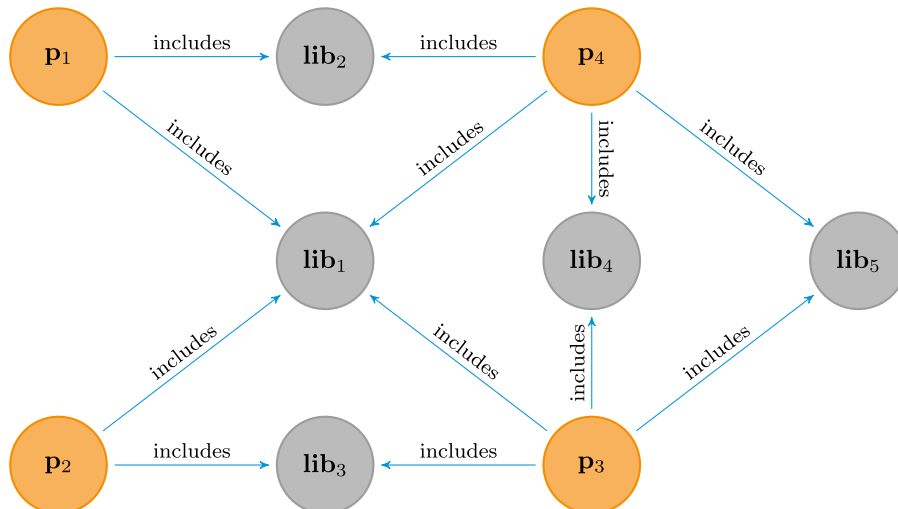 p₁
includes
lib₂
includes
p₄
includes
includes
includes
includes
lib₁
lib₄
lib₅
includes
includes
includes
includes
p₂
includes
lib₃
includes
p₃